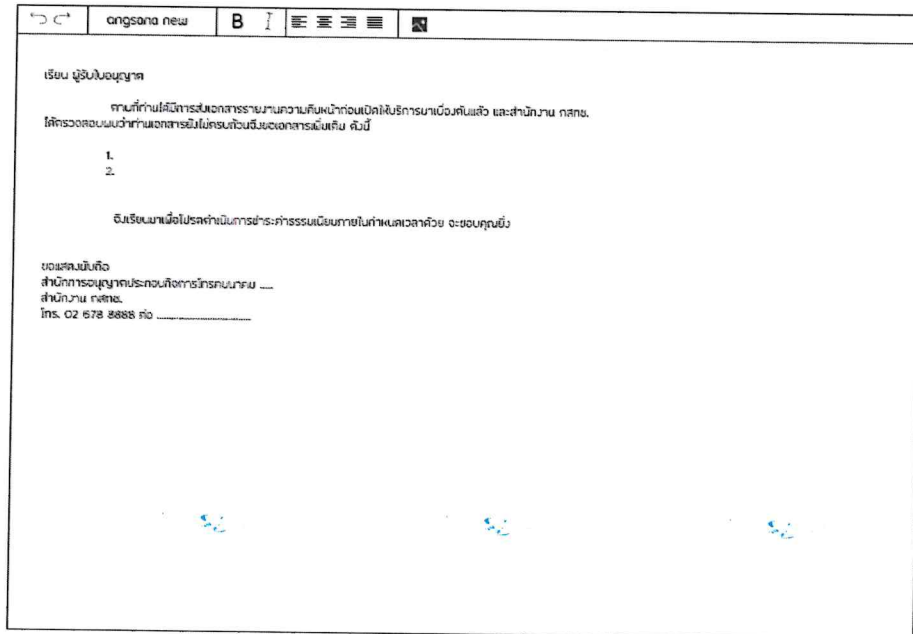 angsana new B I
เรียน ผู้รับใบอนุญาต
ตามที่ท่านได้มีการส่งเอกสารรายงานความคืบหน้าก่อนเปิดให้บริการมาเบื้องต้นแล้ว และสำนักงาน กสทช.
ได้ตรวจสอบพบว่าท่านเอกสารยังไม่ครบถ้วนจึงขอเอกสารเพิ่มเติม ดังนี้
1.
2.
จึงเรียนมาเพื่อโปรดดำเนินการชำระค่าธรรมเนียมภายในกำหนดเวลาด้วย จะขอบคุณยิ่ง
ขอแสดงนับถือ
สำนักการอนุญาตประกอบกิจการโทรคมนาคม ....
สำนักงาน กสทช.
โทร. 02 678 8888 ต่อ ..............................